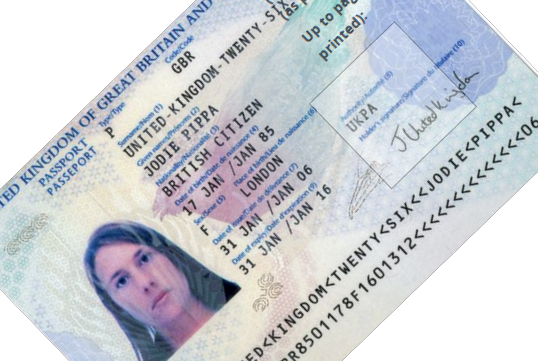 TED KINGDOM OF GREAT BRITAIN AND
PASSPORT
PASSEPORT
Type/Type
Code/Code
P
GBR
Surname/Nom (1)
UNITED-KINGDOM-TWENTY-SIX
Given names/Prénoms (2)
JODIE PIPPA
Nationality/Nationalité (3)
BRITISH CITIZEN
Date of birth/Date de naissance (4)
17 JAN /JAN 85
Sex/Sexe (5)
Place of birth/Lieu de naissance (6)
F
LONDON
Date of issue/Date de délivrance (7)
31 JAN /JAN 06
Date of expiry/Date d'expiration (9)
31 JAN /JAN 16
(as p
Up to pa
printed):
Authority/Autorité (8)
UKPA
Holder's signature/Signature du titulaire (10)
J United kingdom
ED<KINGDOM<TWENTY<SIX<<JODIE<PIPPA<
BR8501178F1601312<<<<<<<<<<<<<<<06